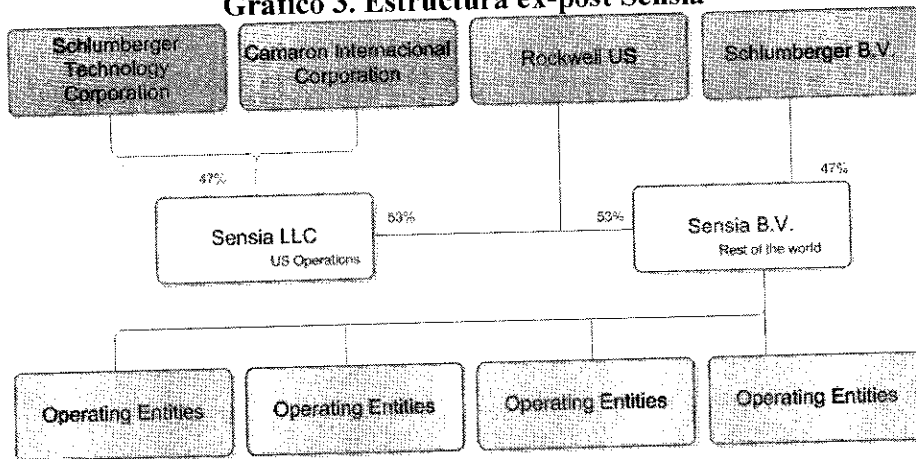 Gráfico 3. Estructura ex-post Sensia
Schlumberger
Technology
Corporation
Camaron Internacional
Corporation
Rockwell US
Schlumberger B.V.
47%
47%
Sensia LLC
US Operations
53%
53%
Sensia B.V.
Rest of the world
Operating Entities
Operating Entities
Operating Entities
Operating Entities